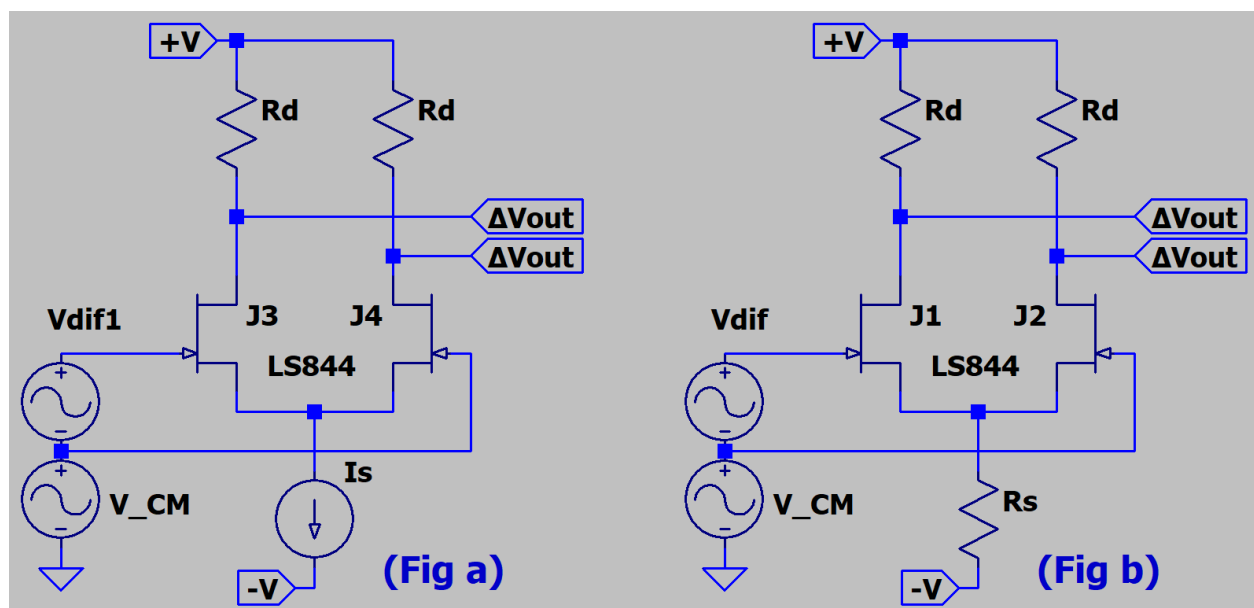 +V
Rd
Rd
ΔVout
ΔVout
Vdif1
J3
J4
LS844
Is
V_CM
-V
(Fig a)
+V
Rd
Rd
ΔVout
ΔVout
Vdif
J1
J2
LS844
Rs
V_CM
-V
(Fig b)